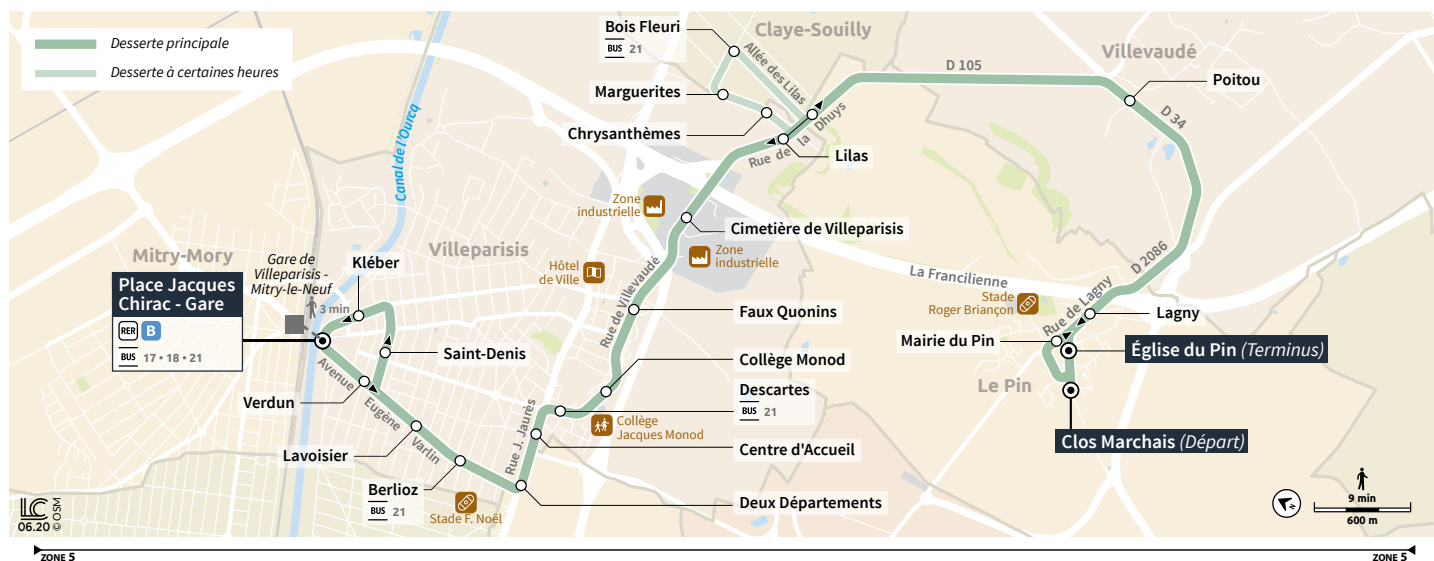 Desserte principale
Desserte à certaines heures
Bois Fleuri
BUS 21
Claye-Souilly
Villevaudé
Allée des Lilas
D 105
Poitou
Marguerites
D 34
Chrysanthèmes
Rue de la Dhuys
Lilas
Canal de l'Ourcq
Zone
industrielle
Cimetière de Villeparisis
Mitry-Mory
Villeparisis
Gare de
Villeparisis -
Mitry-le-Neuf
3 min
Kléber
Hôtel
de Ville
Zone
industrielle
La Francilienne
D 2086
Place Jacques
Chirac - Gare
RER B
BUS 17 • 18 • 21
Rue de Villevaudé
Stade
Roger Briançon
Rue de Lagny
Faux Quonins
Lagny
Mairie du Pin
Saint-Denis
Église du Pin (Terminus)
Collège Monod
Le Pin
Avenue Eugène Varlin
Verdun
Descartes
BUS 21
Rue J. Jaurès
Collège
Jacques Monod
Clos Marchais (Départ)
Lavoisier
Centre d'Accueil
Berlioz
BUS 21
Stade F. Noël
Deux Départements
9 min
600 m
LC
06.20 © OSM
ZONE 5
ZONE 5